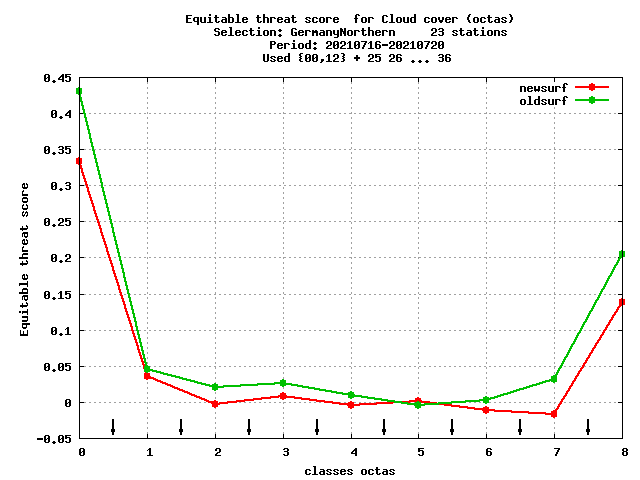 Equitable threat score  for Cloud cover (octas)
Selection: GermanyNorthern     23 stations
Period: 20210716-20210720
Used {00,12} + 25 26 ... 36
newsurf
oldsurf
Equitable threat score
0.45
0.4
0.35
0.3
0.25
0.2
0.15
0.1
0.05
0
-0.05
0 1 2 3 4 5 6 7 8
classes octas